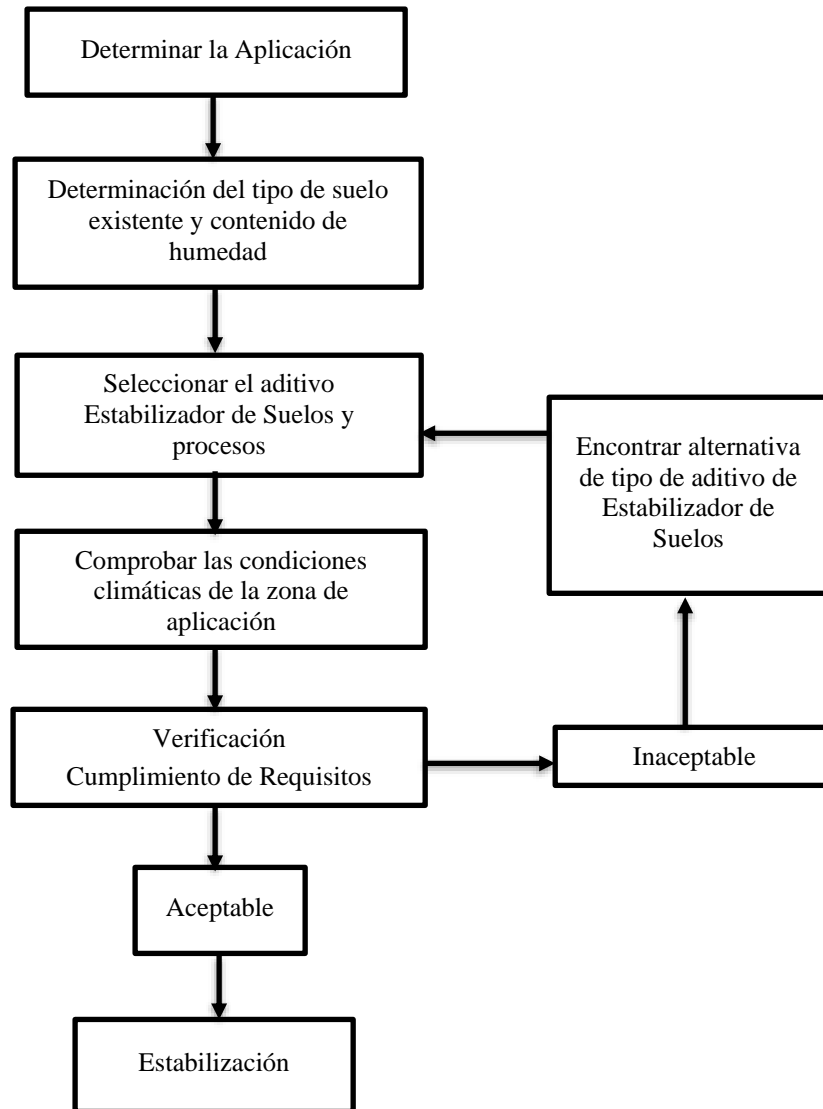 Determinar la Aplicación
Determinación del tipo de suelo
existente y contenido de
humedad
Seleccionar el aditivo
Estabilizador de Suelos y
procesos
Encontrar alternativa
de tipo de aditivo de
Estabilizador de
Suelos
Comprobar las condiciones
climáticas de la zona de
aplicación
Verificación
Cumplimiento de Requisitos
Inaceptable
Aceptable
Estabilización